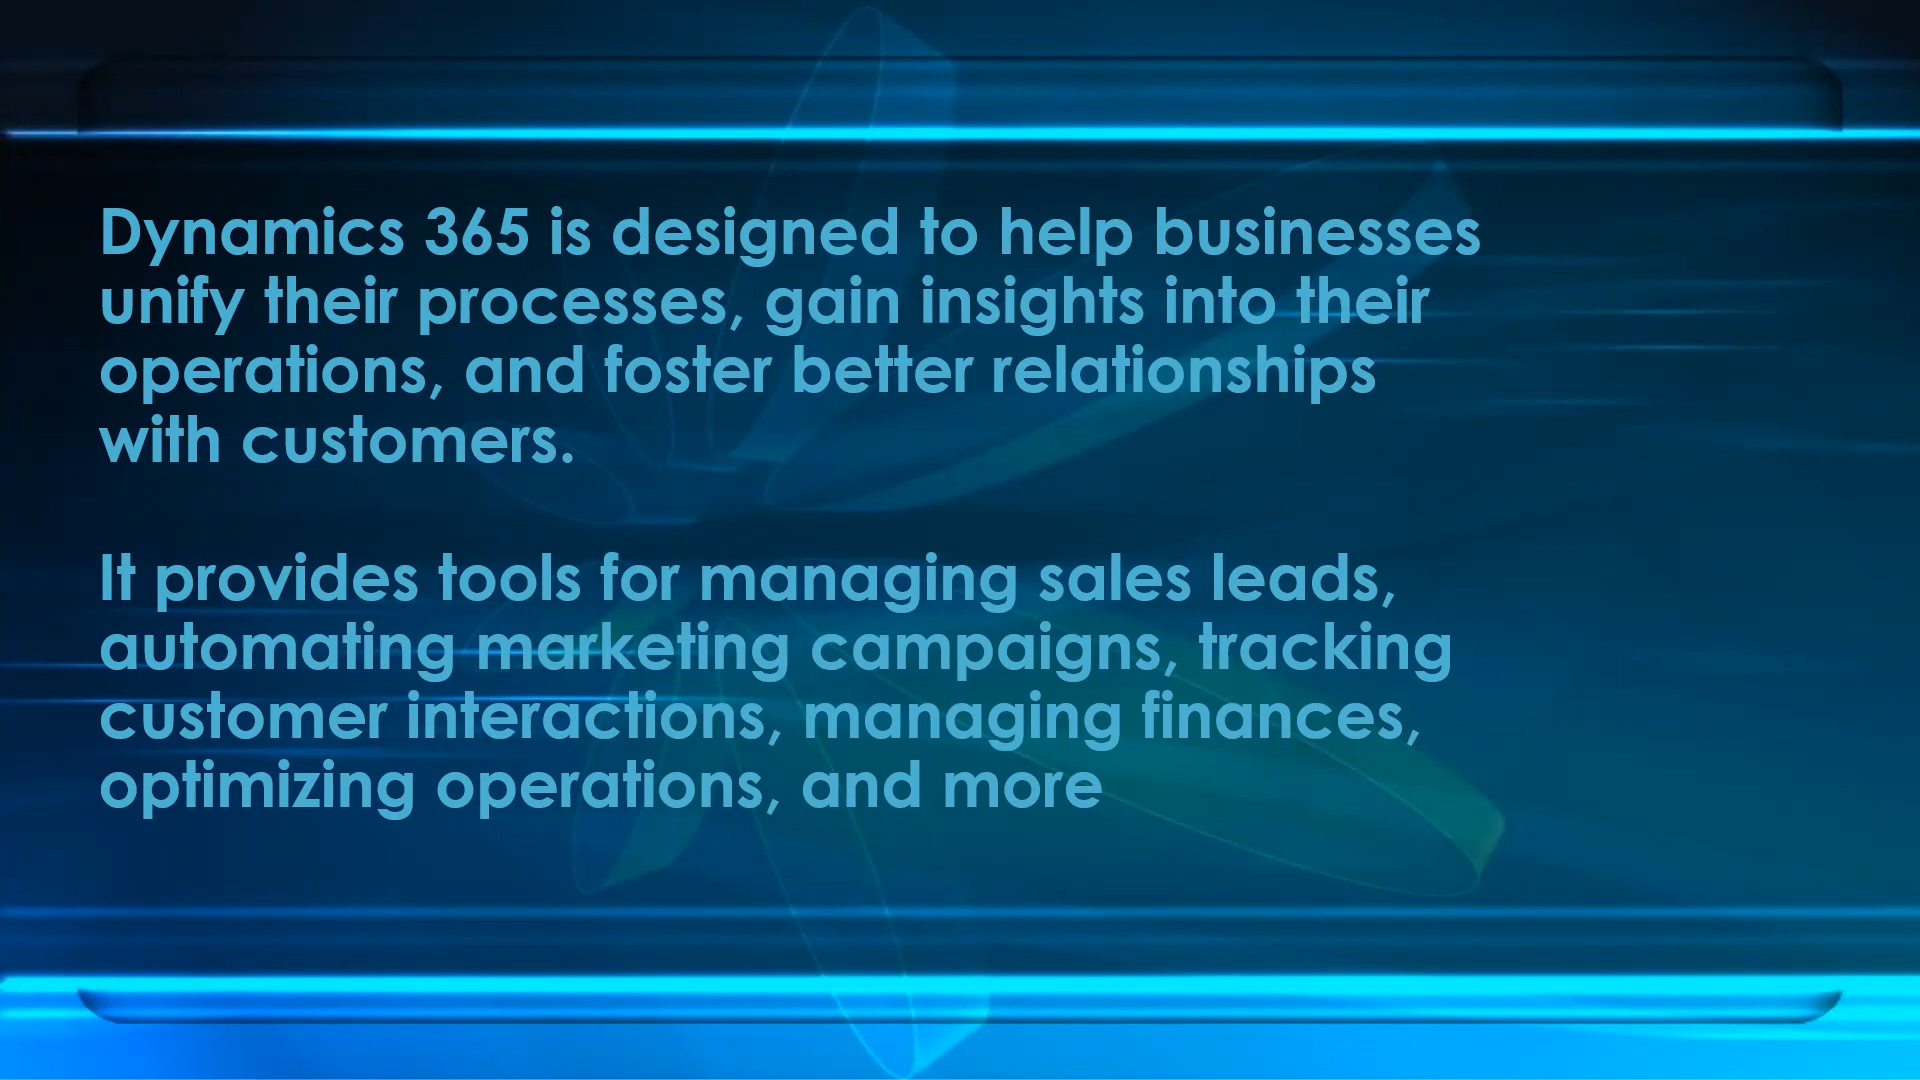 Dynamics 365 is designed to help businesses
unify their processes, gain insights into their
operations, and foster better relationships
with customers.
It provides tools for managing sales leads,
automating marketing campaigns, tracking
customer interactions, managing finances,
optimizing operations, and more